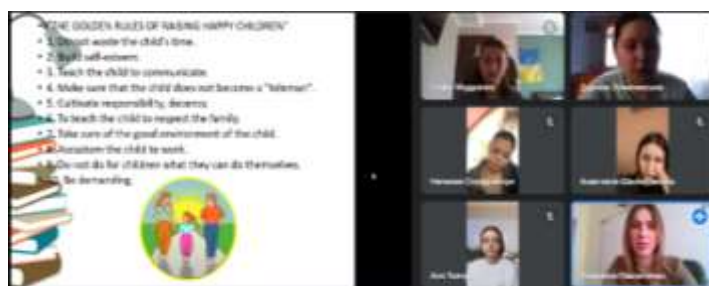 "THE GOLDEN RULES OF RAISING HAPPY CHILDREN"
1. Do not waste the child's time.
2. Build self-esteem.
3. Teach the child to communicate.
4. Make sure that the child does not become a "teleman".
5. Cultivate responsibility, decency.
6. To teach the child to respect the family.
7. Take care of the good environment of the child.
8. Accustom the child to work.
9. Do not do for children what they can do themselves.
10. Be demanding.